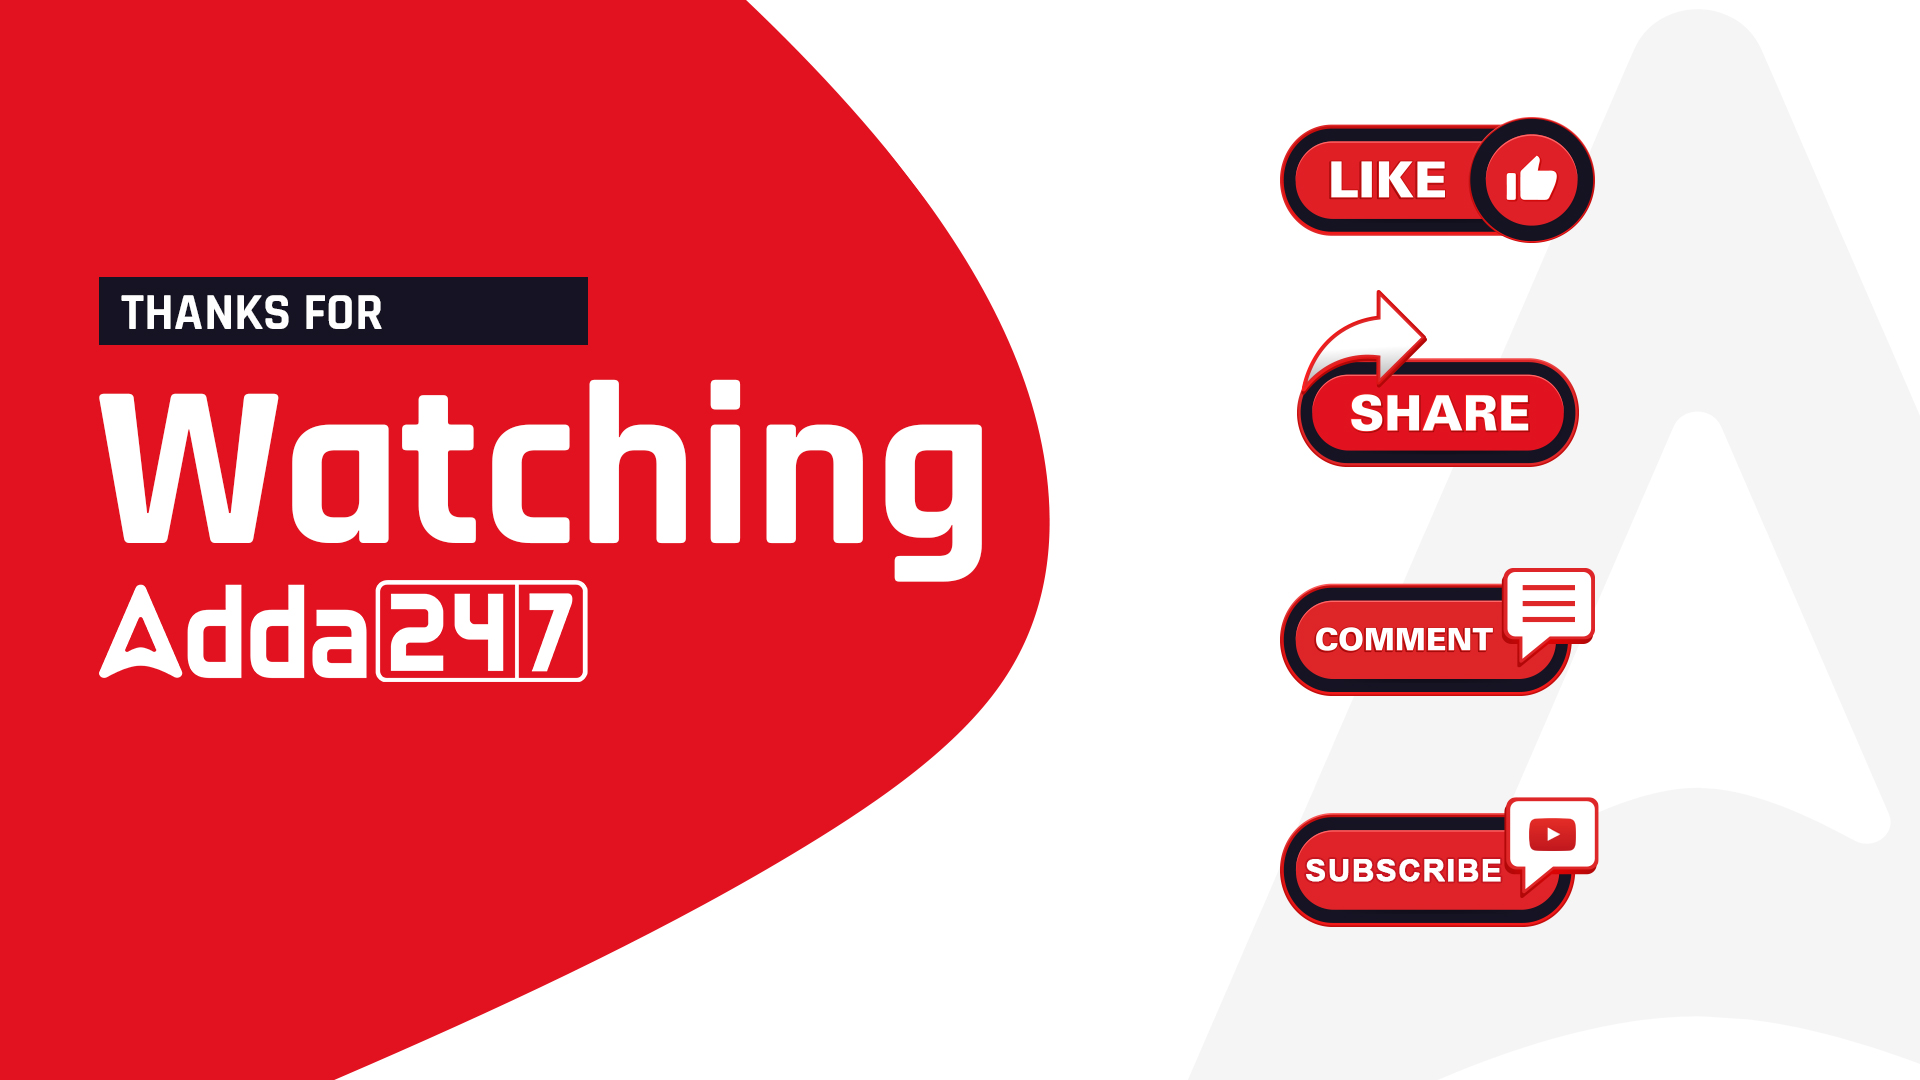 THANKS FOR
Watching
Adda247
LIKE
SHARE
COMMENT
SUBSCRIBE